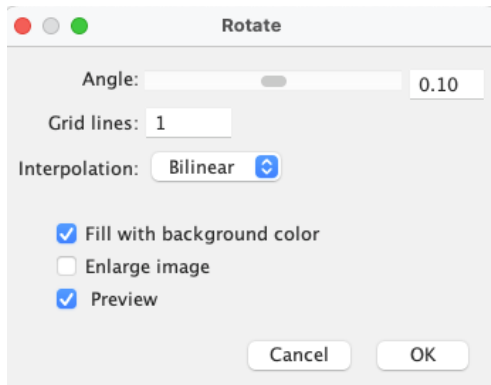 Rotate
Angle: 0.10
Grid lines: 1
Interpolation: Bilinear
Fill with background color
Enlarge image
Preview
Cancel OK